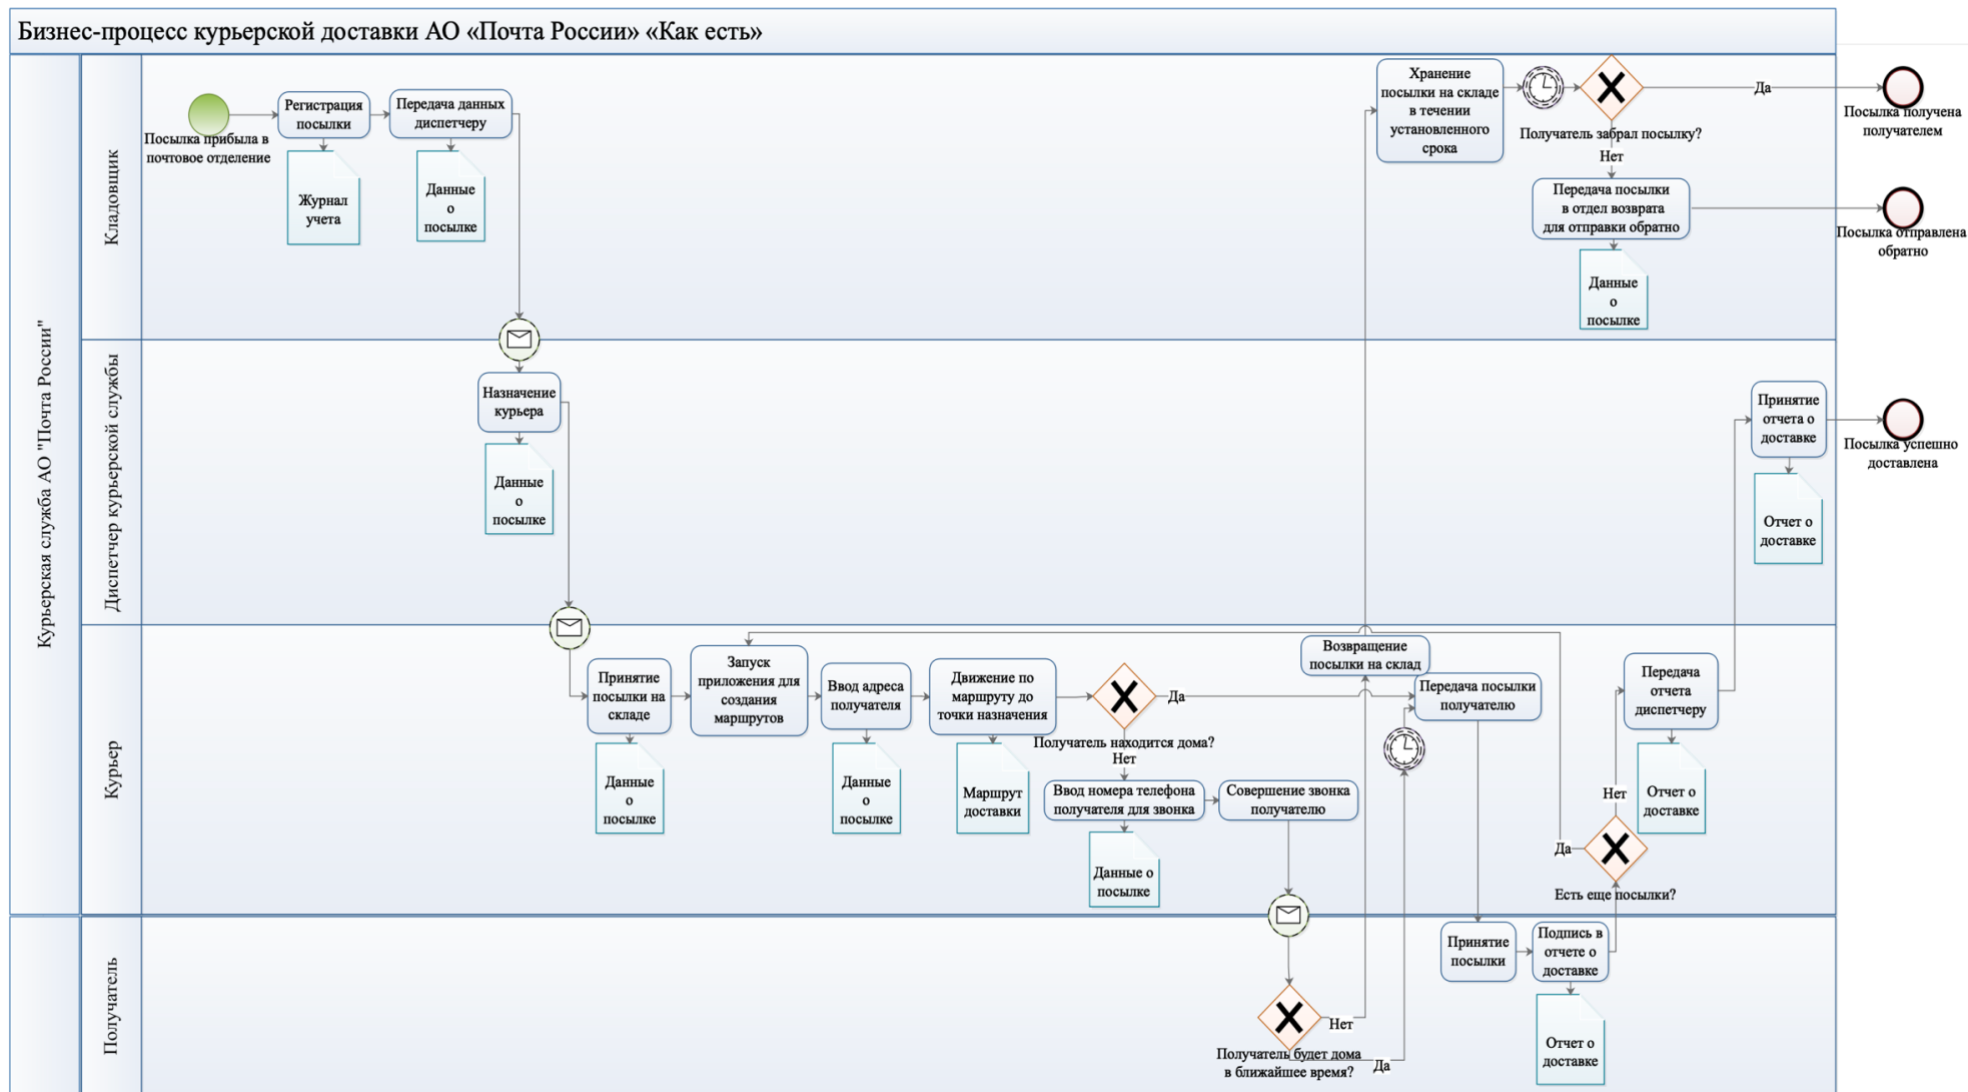 Бизнес-процесс курьерской доставки АО «Почта России» «Как есть»
Курьерская служба АО "Почта России"
Кладовщик
Посылка прибыла в
почтовое отделение
Регистрация
посылки
Журнал
учета
Передача данных
диспетчеру
Данные
о
посылке
Хранение
посылки на складе
в течении
установленного
срока
Получатель забрал посылку?
Да
Нет
Посылка получена
получателем
Передача посылки
в отдел возврата
для отправки обратно
Данные
о
посылке
Посылка отправлена
обратно
Диспетчер курьерской службы
Назначение
курьера
Данные
о
посылке
Принятие
отчета о
доставке
Отчет о
доставке
Посылка успешно
доставлена
Курьер
Принятие
посылки на
складе
Данные
о
посылке
Запуск
приложения для
создания
маршрутов
Ввод адреса
получателя
Данные
о
посылке
Движение по
маршруту до
точки назначения
Маршрут
доставки
Получатель находится дома?
Да
Нет
Ввод номера телефона
получателя для звонка
Данные о
посылке
Совершение звонка
получателю
Возвращение
посылки на склад
Передача посылки
получателю
Есть еще посылки?
Да
Нет
Передача
отчета
диспетчеру
Отчет о
доставке
Получатель
Получатель будет дома
в ближайшее время?
Нет
Да
Принятие
посылки
Подпись в
отчете о
доставке
Отчет о
доставке